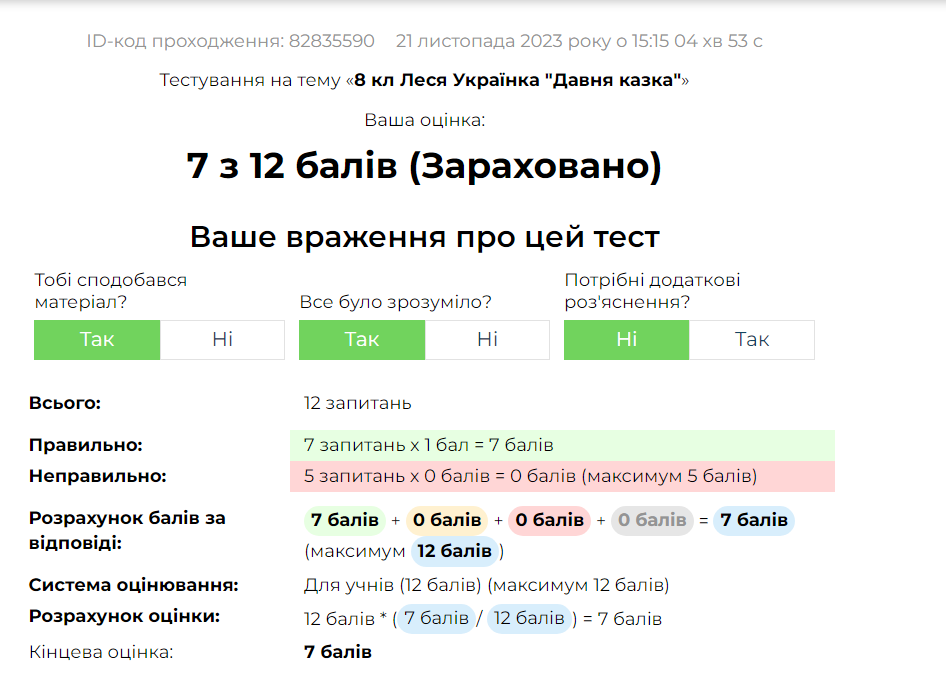 ID-код проходження: 82835590 21 листопада 2023 року о 15:15 04 хв 53 с
Тестування на тему «8 кл Леся Українка "Давня казка"»
Ваша оцінка:
7 з 12 балів (Зараховано)
Ваше враження про цей тест
Тобі сподобався
матеріал?
Так Ні
Все було зрозуміло?
Так Ні
Потрібні додаткові
роз'яснення?
Ні Так
Всього: 12 запитань
Правильно: 7 запитань x 1 бал = 7 балів
Неправильно: 5 запитань x 0 балів = 0 балів (максимум 5 балів)
Розрахунок балів за
відповіді:
7 балів + 0 балів + 0 балів + 0 балів = 7 балів
(максимум 12 балів )
Система оцінювання: Для учнів (12 балів) (максимум 12 балів)
Розрахунок оцінки: 12 балів * ( 7 балів / 12 балів ) = 7 балів
Кінцева оцінка: 7 балів